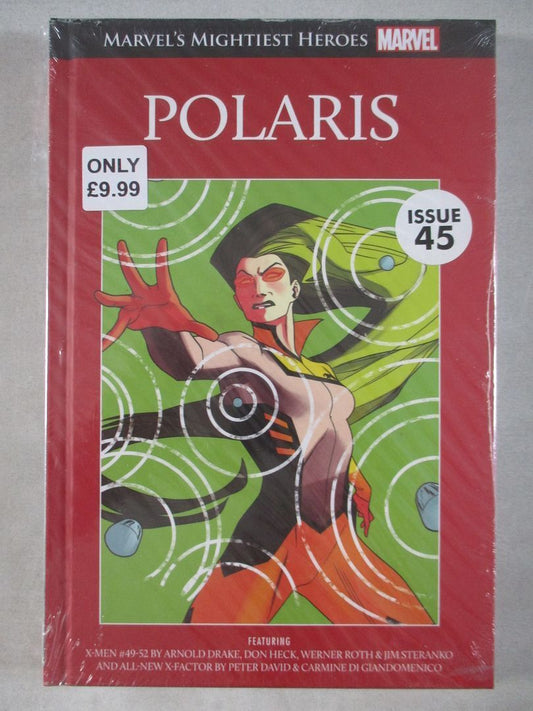 MARVEL'S MIGHTIEST HEROES MARVEL
POLARIS
ONLY
£9.99
ISSUE
45
FEATURING
X-MEN #49-52 BY ARNOLD DRAKE, DON HECK, WERNER ROTH & JIM STERANKO
AND ALL-NEW X-FACTOR BY PETER DAVID & CARMINE DI GIANDOMENICO